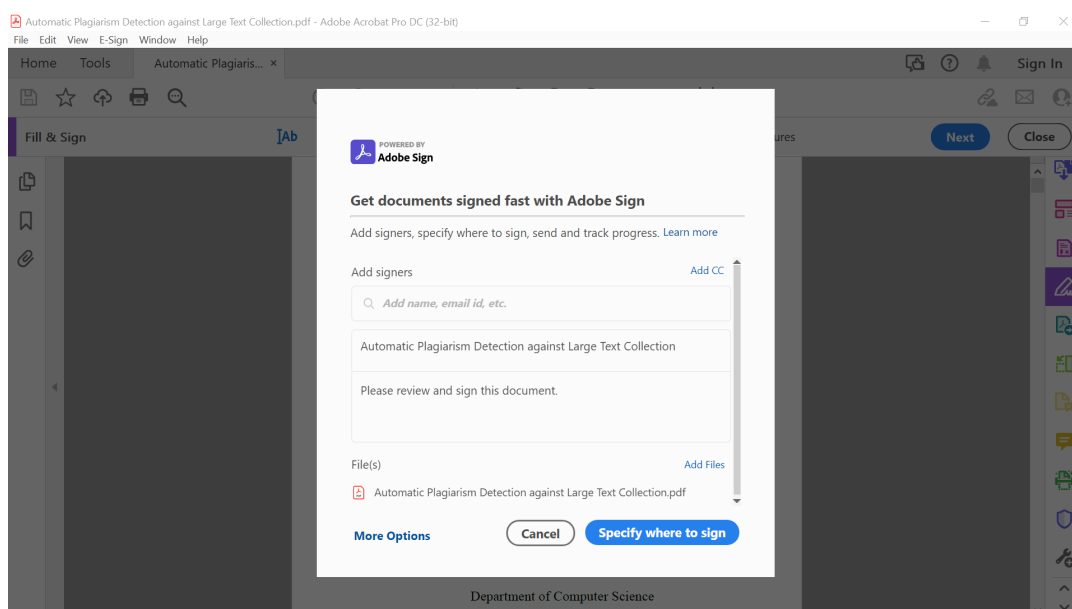 Automatic Plagiarism Detection against Large Text Collection.pdf - Adobe Acrobat Pro DC (32-bit)
File Edit View E-Sign Window Help
Home Tools Automatic Plagiaris... × Sign In
Fill & Sign Ab ures Next Close
POWERED BY
Adobe Sign
Get documents signed fast with Adobe Sign
Add signers, specify where to sign, send and track progress. Learn more
Add signers Add CC
Add name, email id, etc.
Automatic Plagiarism Detection against Large Text Collection
Please review and sign this document.
File(s) Add Files
Automatic Plagiarism Detection against Large Text Collection.pdf
More Options Cancel Specify where to sign
Department of Computer Science